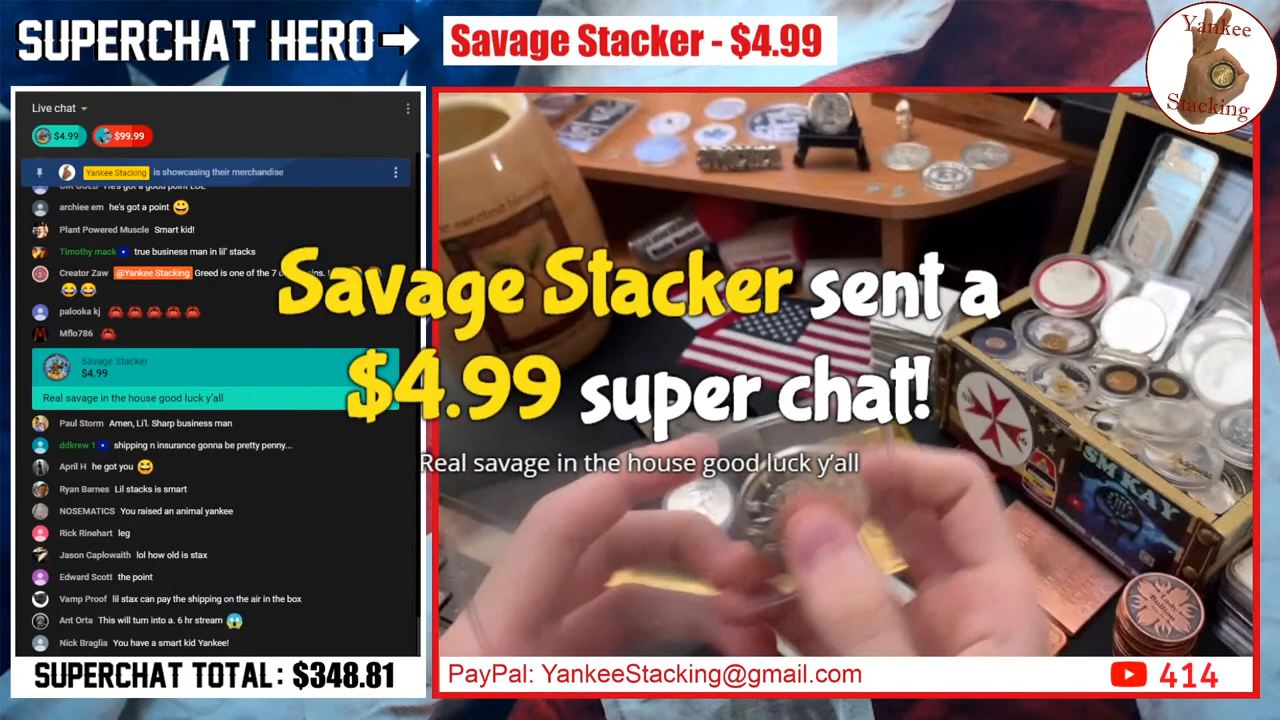 SUPERCHAT HERO→
Savage Stacker - $4.99
Yankee
Stacking
Live chat
$4.99
$99.99
Yankee Stacking is showcasing their merchandise
archiee em he's got a point 😀
Plant Powered Muscle Smart kid!
Timothy mack true business man in lil' stacks
Creator Zaw @Yankee Stacking Greed is one of the 7
😂😂
palooka kj 🦀🦀🦀🦀🦀
Mflo786 🦀
Savage Stacker
$4.99
Real savage in the house good luck y'all
Paul Storm Amen, Li'l. Sharp business man
ddkrew 1 shipping n insurance gonna be pretty penny...
April H he got you 😆
Ryan Barnes Lil stacks is smart
NOSEMATICS You raised an animal yankee
Rick Rinehart leg
Jason Caplowaith lol how old is stax
Edward Scott the point
Vamp Proof lil stax can pay the shipping on the air in the box
Ant Orta This will turn into a. 6 hr stream 😱
Nick Braglia You have a smart kid Yankee!
Savage Stacker sent a
$4.99 super chat!
Real savage in the house good luck y'all
SM KAY
SUPERCHAT TOTAL: $348.81
PayPal: YankeeStacking@gmail.com
414